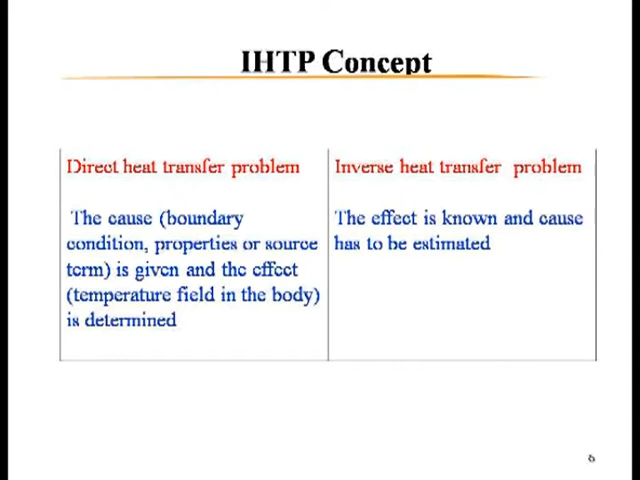 IHTP Concept
Direct heat transfer problem
The cause (boundary
condition, properties or source
term) is given and the effect
(temperature field in the body)
is determined
Inverse heat transfer problem
The effect is known and cause
has to be estimated
6